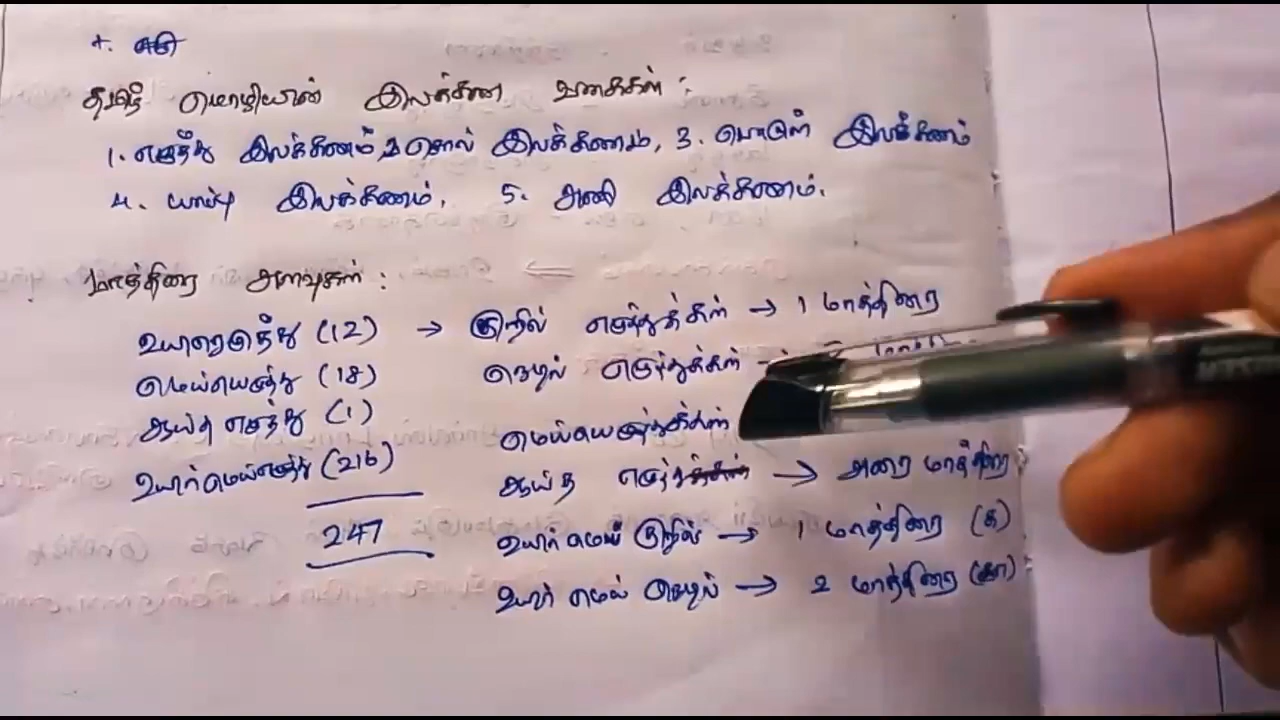 தமிழ் மொழியின் இலக்கண வகைகள் :
1. எழுத்து இலக்கணம், 2 சொல் இலக்கணம், 3. பொருள் இலக்கணம்
4. யாப்பு இலக்கணம், 5. அணி இலக்கணம்.
மாத்திரை அளவுகள் :
உயிரெழுத்து (12) → குறில் எழுத்துக்கள் → 1 மாத்திரை
மெய்யெழுத்து (18) நெடில் எழுத்துக்கள் →
ஆய்த எழுத்து (1) மெய்யெழுத்துக்கள்
உயிர்மெய்எழுத்து (216) ஆய்த → அரை மாத்திரை
247 உயிர் மெய் குறில் → 1 மாத்திரை (க)
உயிர் மெய் நெடில் → 2 மாத்திரை (கா)